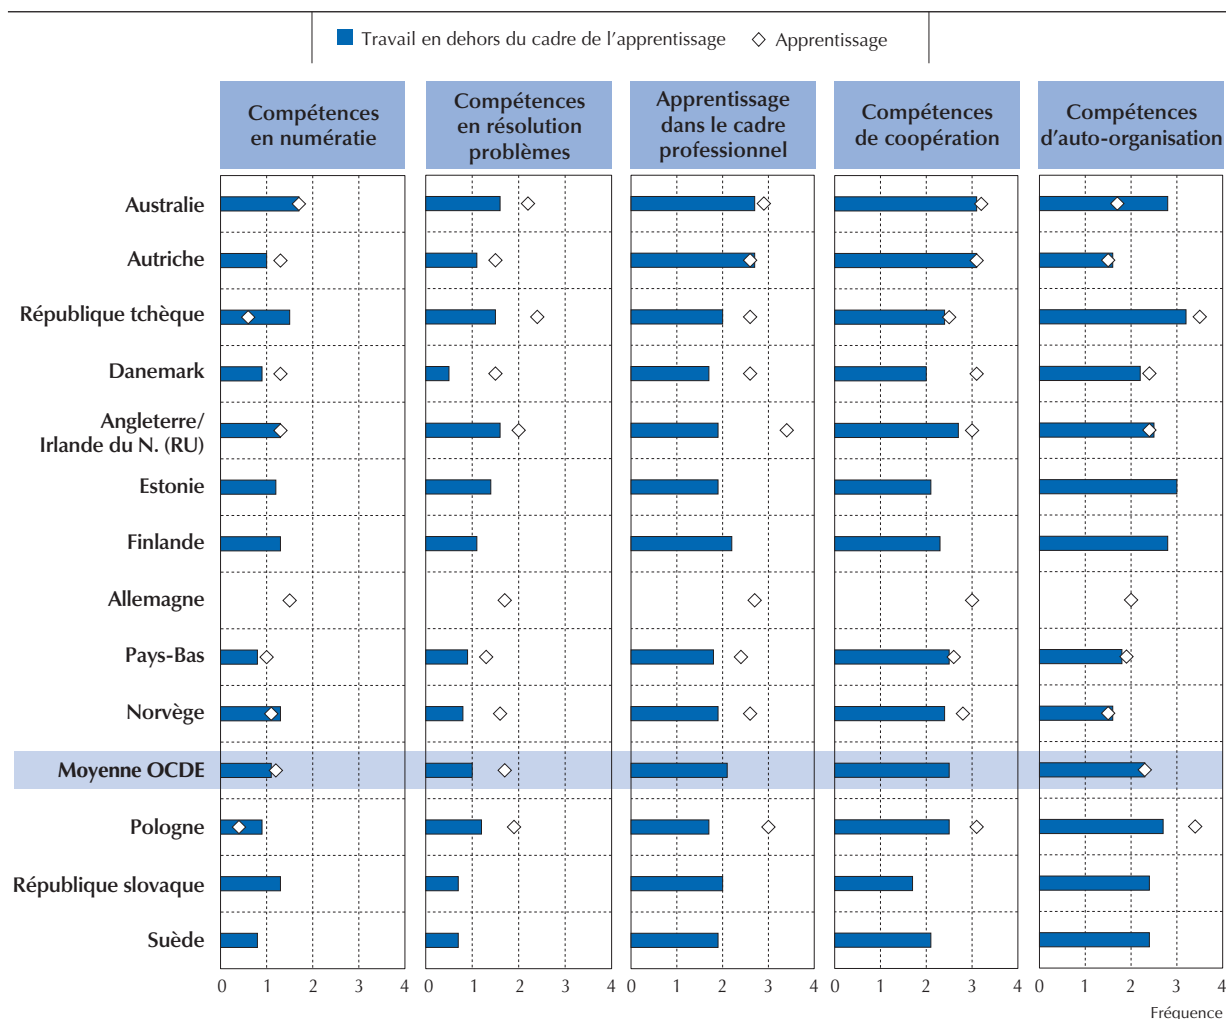 Travail en dehors du cadre de l'apprentissage Apprentissage
Compétences
en numératie
Compétences
en résolution
problèmes
Apprentissage
dans le cadre
professionnel
Compétences
de coopération
Compétences
d'auto-organisation
Australie
Autriche
République tchèque
Danemark
Angleterre/
Irlande du N. (RU)
Estonie
Finlande
Allemagne
Pays-Bas
Norvège
Moyenne OCDE
Pologne
République slovaque
Suède
0 1 2 3 4 0 1 2 3 4 0 1 2 3 4 0 1 2 3 4 0 1 2 3 4
Fréquence